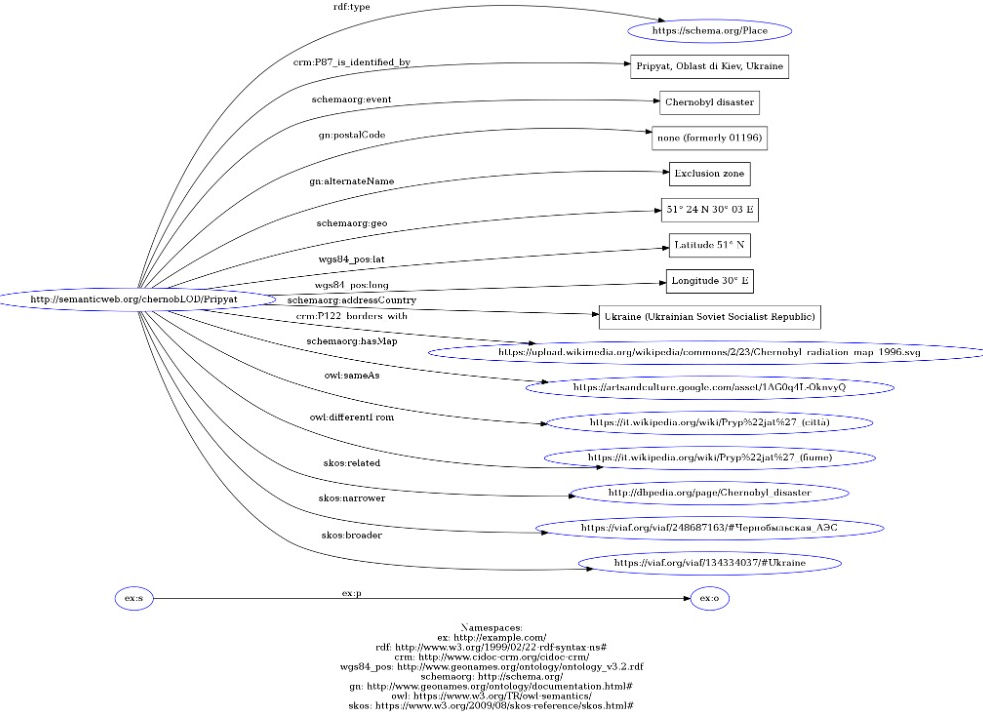 rdf:type
https://schema.org/Place
crm:P87_is_identified_by
Pripyat, Oblast di Kiev, Ukraine
schemaorg:event
Chernobyl disaster
gn:postalCode
none (formerly 01196)
gn:alternateName
Exclusion zone
schemaorg:geo
51° 24 N 30° 03 E
wgs84_pos:lat
Latitude 51° N
wgs84_pos:long
Longitude 30° E
http://semanticweb.org/chernobLOD/Pripyat
schemaorg:addressCountry
Ukraine (Ukrainian Soviet Socialist Republic)
crm:P122_borders_with
https://upload.wikimedia.org/wikipedia/commons/2/23/Chernobyl_radiation_map_1996.svg
schemaorg:hasMap
https://artsandculture.google.com/asset/1AG0q4L-OknvyQ
owl:sameAs
https://it.wikipedia.org/wiki/Pryp%22jat%27_(città)
owl:differentFrom
https://it.wikipedia.org/wiki/Pryp%22jat%27_(fiume)
skos:related
http://dbpedia.org/page/Chernobyl_disaster
skos:narrower
https://viaf.org/viaf/248687163/#Чернобыльская_АЭС
skos:broader
https://viaf.org/viaf/134334037/#Ukraine
ex:s
ex:p
ex:o
Namespaces:
ex: http://example.com/
rdf: http://www.w3.org/1999/02/22-rdf-syntax-ns#
crm: http://www.cidoc-crm.org/cidoc-crm/
wgs84_pos: http://www.geonames.org/ontology/ontology_v3.2.rdf
schemaorg: http://schema.org/
gn: http://www.geonames.org/ontology/documentation.html#
owl: https://www.w3.org/TR/owl-semantics/
skos: https://www.w3.org/2009/08/skos-reference/skos.html#